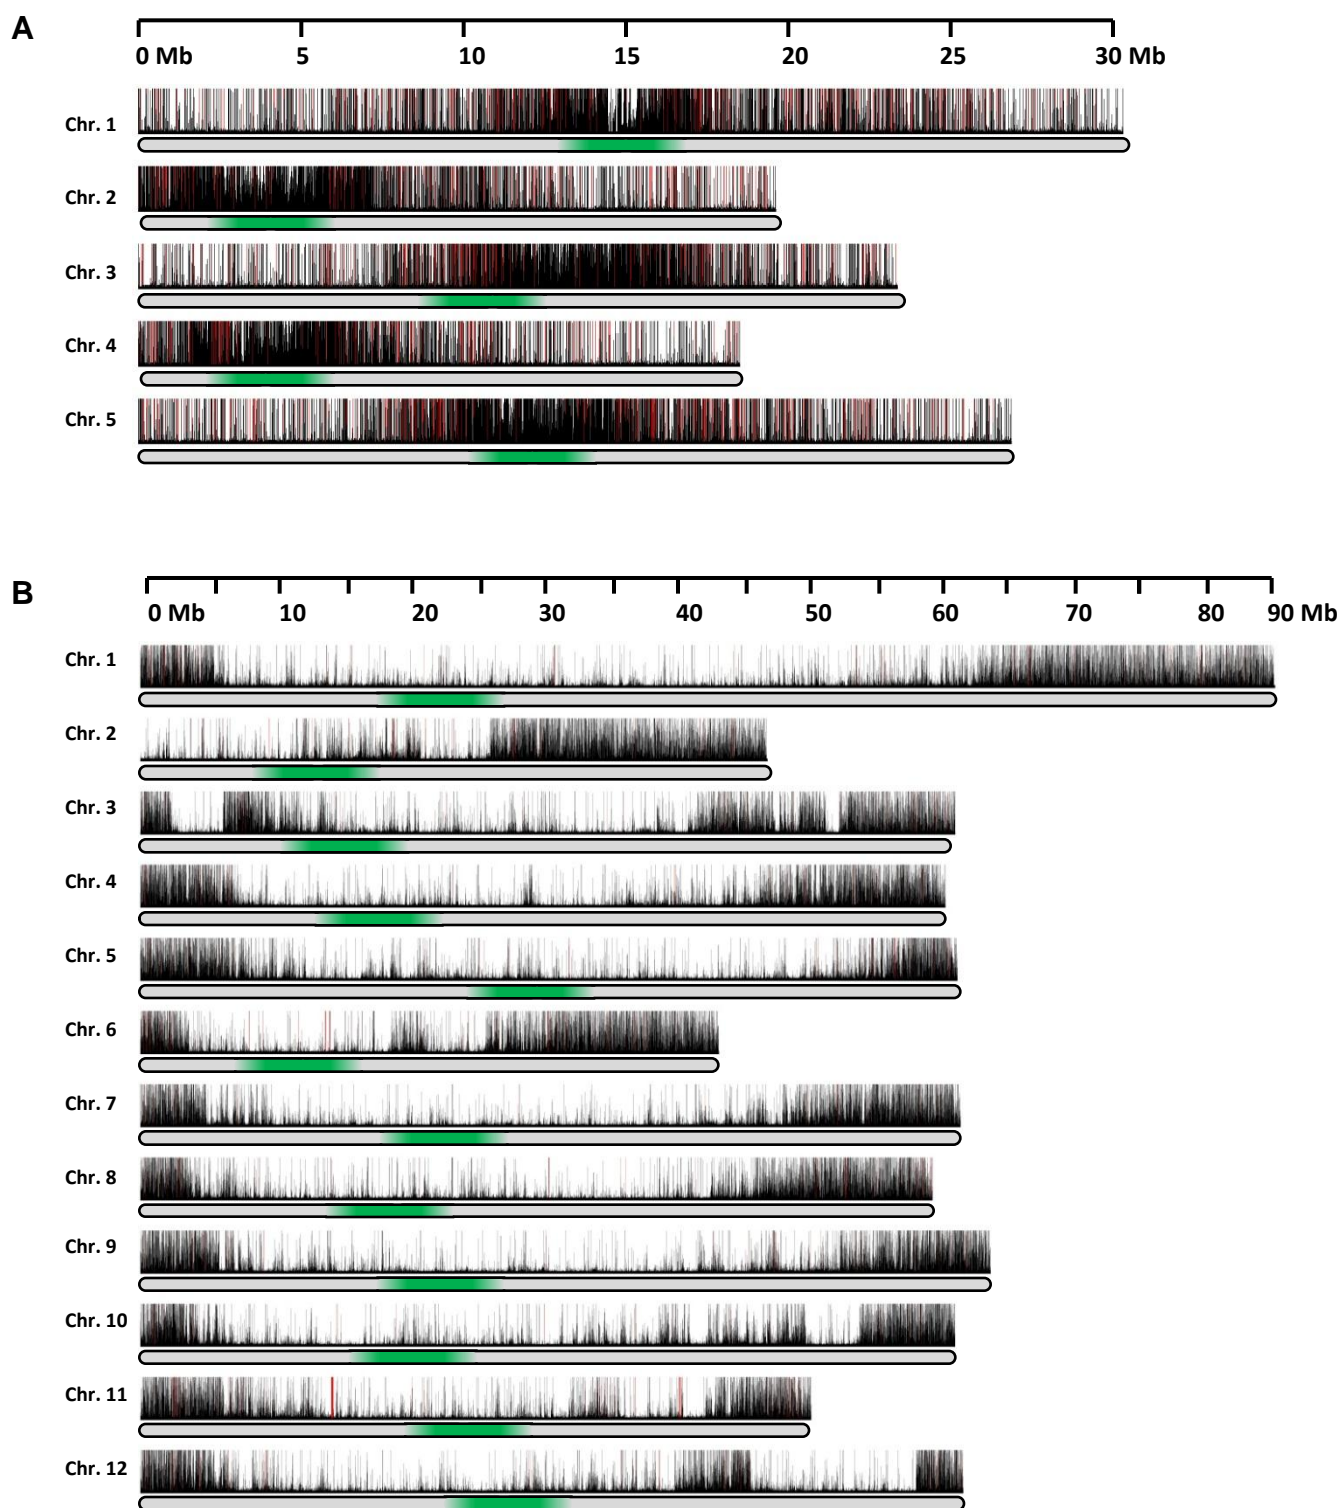 A
0 Mb 5 10 15 20 25 30 Mb
Chr. 1
Chr. 2
Chr. 3
Chr. 4
Chr. 5
B
0 Mb 10 20 30 40 50 60 70 80 90 Mb
Chr. 1
Chr. 2
Chr. 3
Chr. 4
Chr. 5
Chr. 6
Chr. 7
Chr. 8
Chr. 9
Chr. 10
Chr. 11
Chr. 12